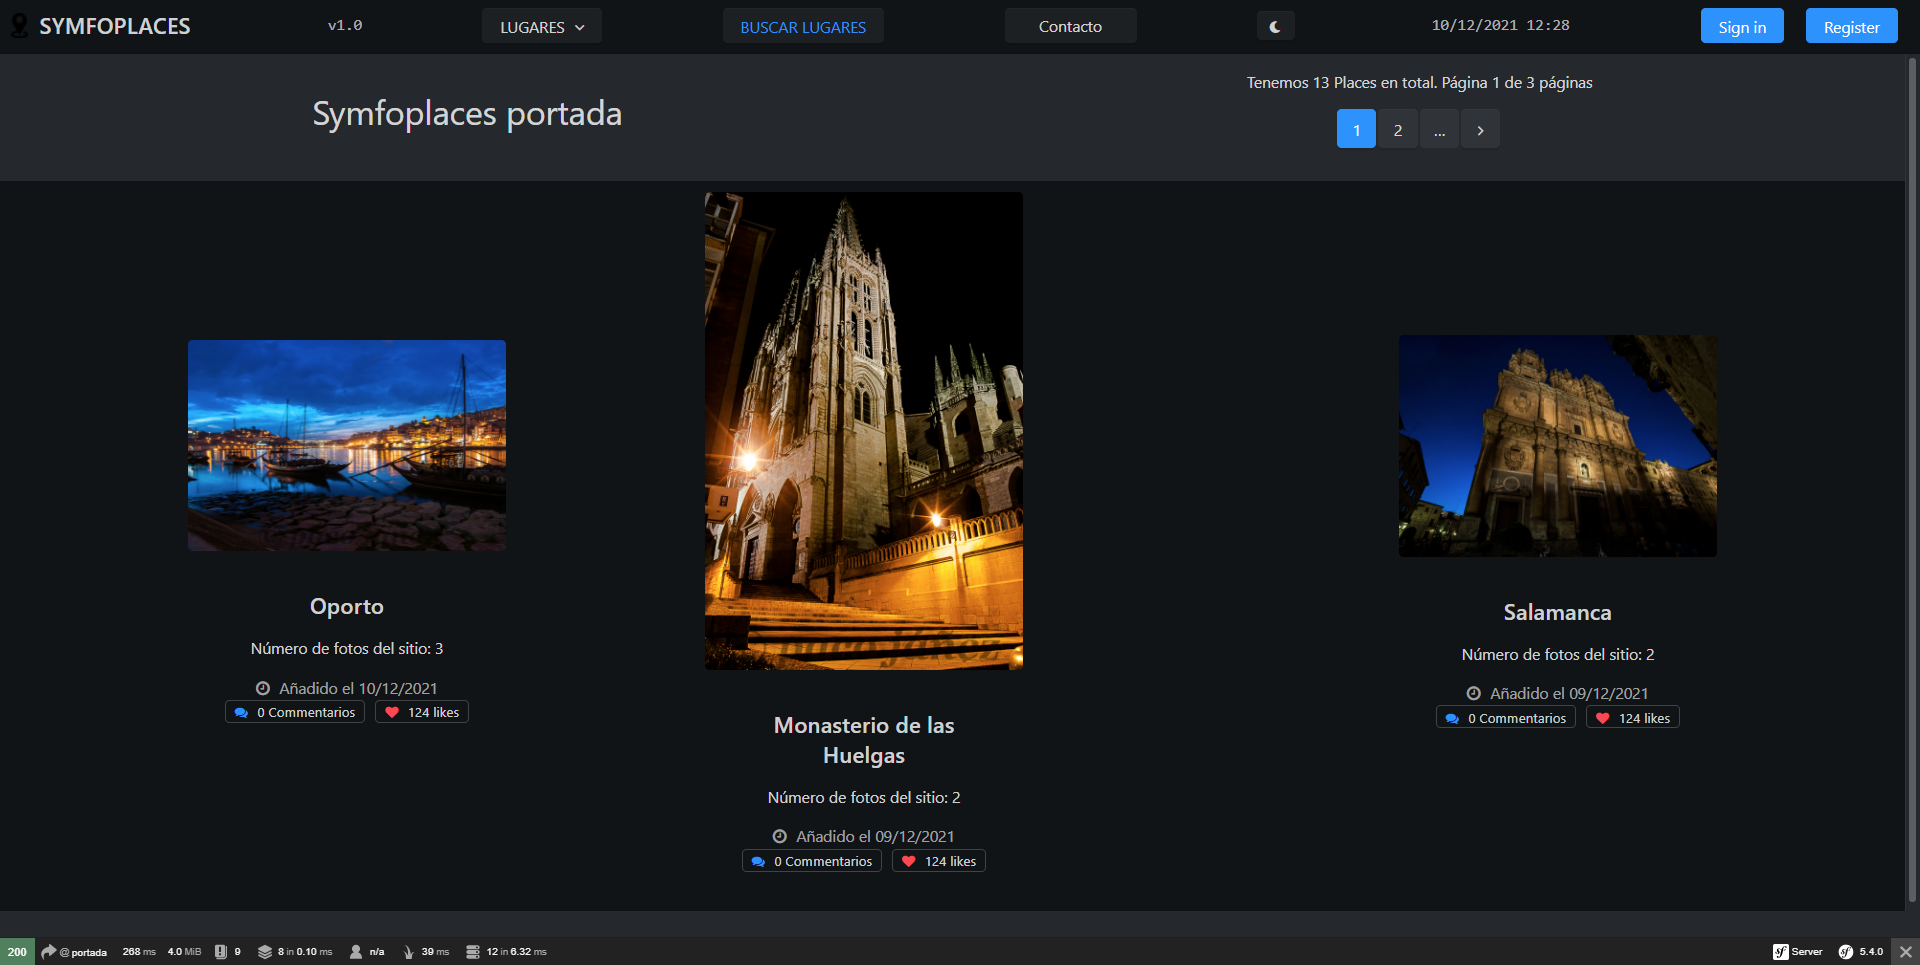 SYMFOPLACES
v1.0
LUGARES
BUSCAR LUGARES
Contacto
10/12/2021 12:28
Sign in
Register
Symfoplaces portada
Tenemos 13 Places en total. Página 1 de 3 páginas
1 2 ... >
Oporto
Número de fotos del sitio: 3
Añadido el 10/12/2021
0 Commentarios 124 likes
Monasterio de las
Huelgas
Número de fotos del sitio: 2
Añadido el 09/12/2021
0 Commentarios 124 likes
Salamanca
Número de fotos del sitio: 2
Añadido el 09/12/2021
0 Commentarios 124 likes
200 @ portada 268 ms 4.0 MiB 9 8 in 0.10 ms n/a 39 ms 12 in 6.32 ms Server 5.4.0